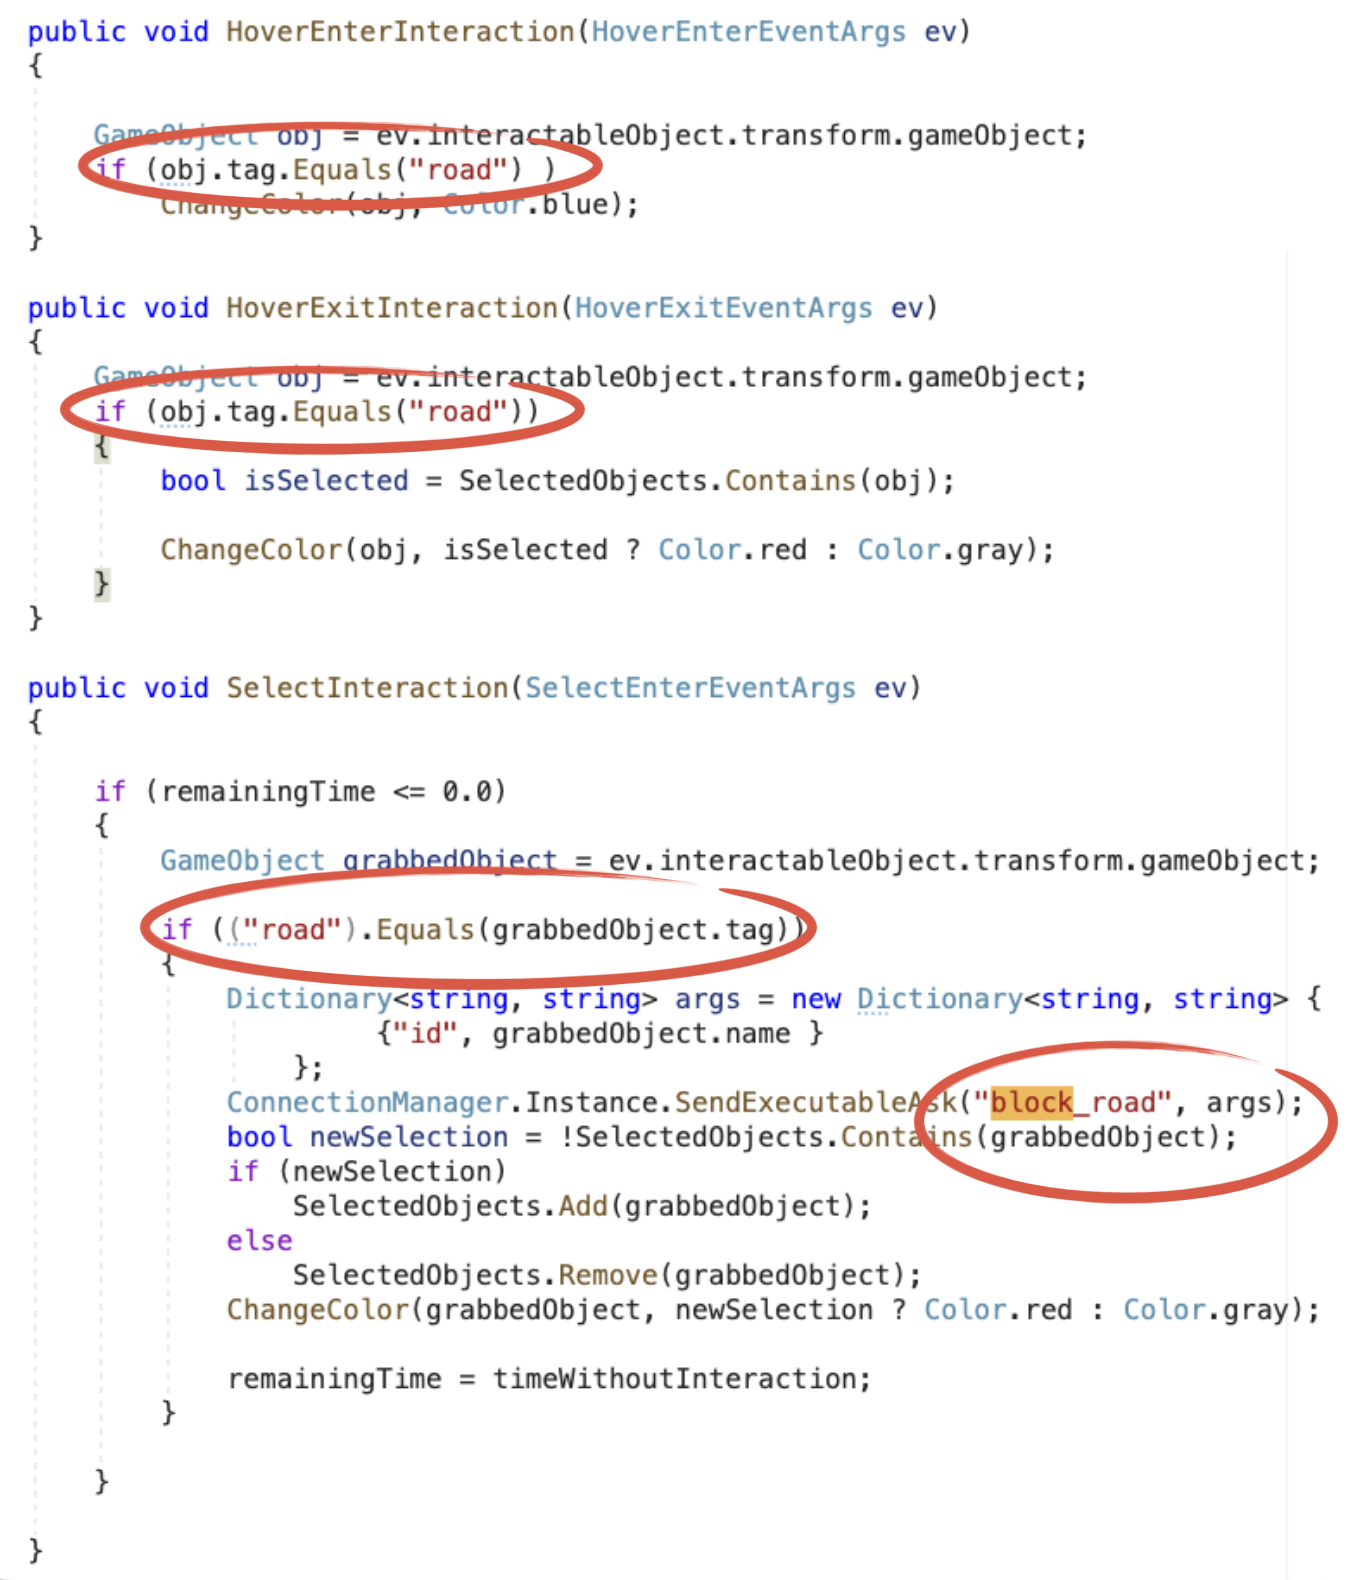 public void HoverEnterInteraction(HoverEnterEventArgs ev)
{
GameObject obj = ev.interactableObject.transform.gameObject;
if (obj.tag.Equals("road") )
ChangeColor(obj, Color.blue);
}
public void HoverExitInteraction(HoverExitEventArgs ev)
{
GameObject obj = ev.interactableObject.transform.gameObject;
if (obj.tag.Equals("road"))
{
bool isSelected = SelectedObjects.Contains(obj);
ChangeColor(obj, isSelected ? Color.red : Color.gray);
}
}
public void SelectInteraction(SelectEnterEventArgs ev)
{
if (remainingTime <= 0.0)
{
GameObject grabbedObject = ev.interactableObject.transform.gameObject;
if (("road").Equals(grabbedObject.tag))
{
Dictionary<string, string> args = new Dictionary<string, string> {
{"id", grabbedObject.name }
};
ConnectionManager.Instance.SendExecutableAsk("block_road", args);
bool newSelection = !SelectedObjects.Contains(grabbedObject);
if (newSelection)
SelectedObjects.Add(grabbedObject);
else
SelectedObjects.Remove(grabbedObject);
ChangeColor(grabbedObject, newSelection ? Color.red : Color.gray);
remainingTime = timeWithoutInteraction;
}
}
}